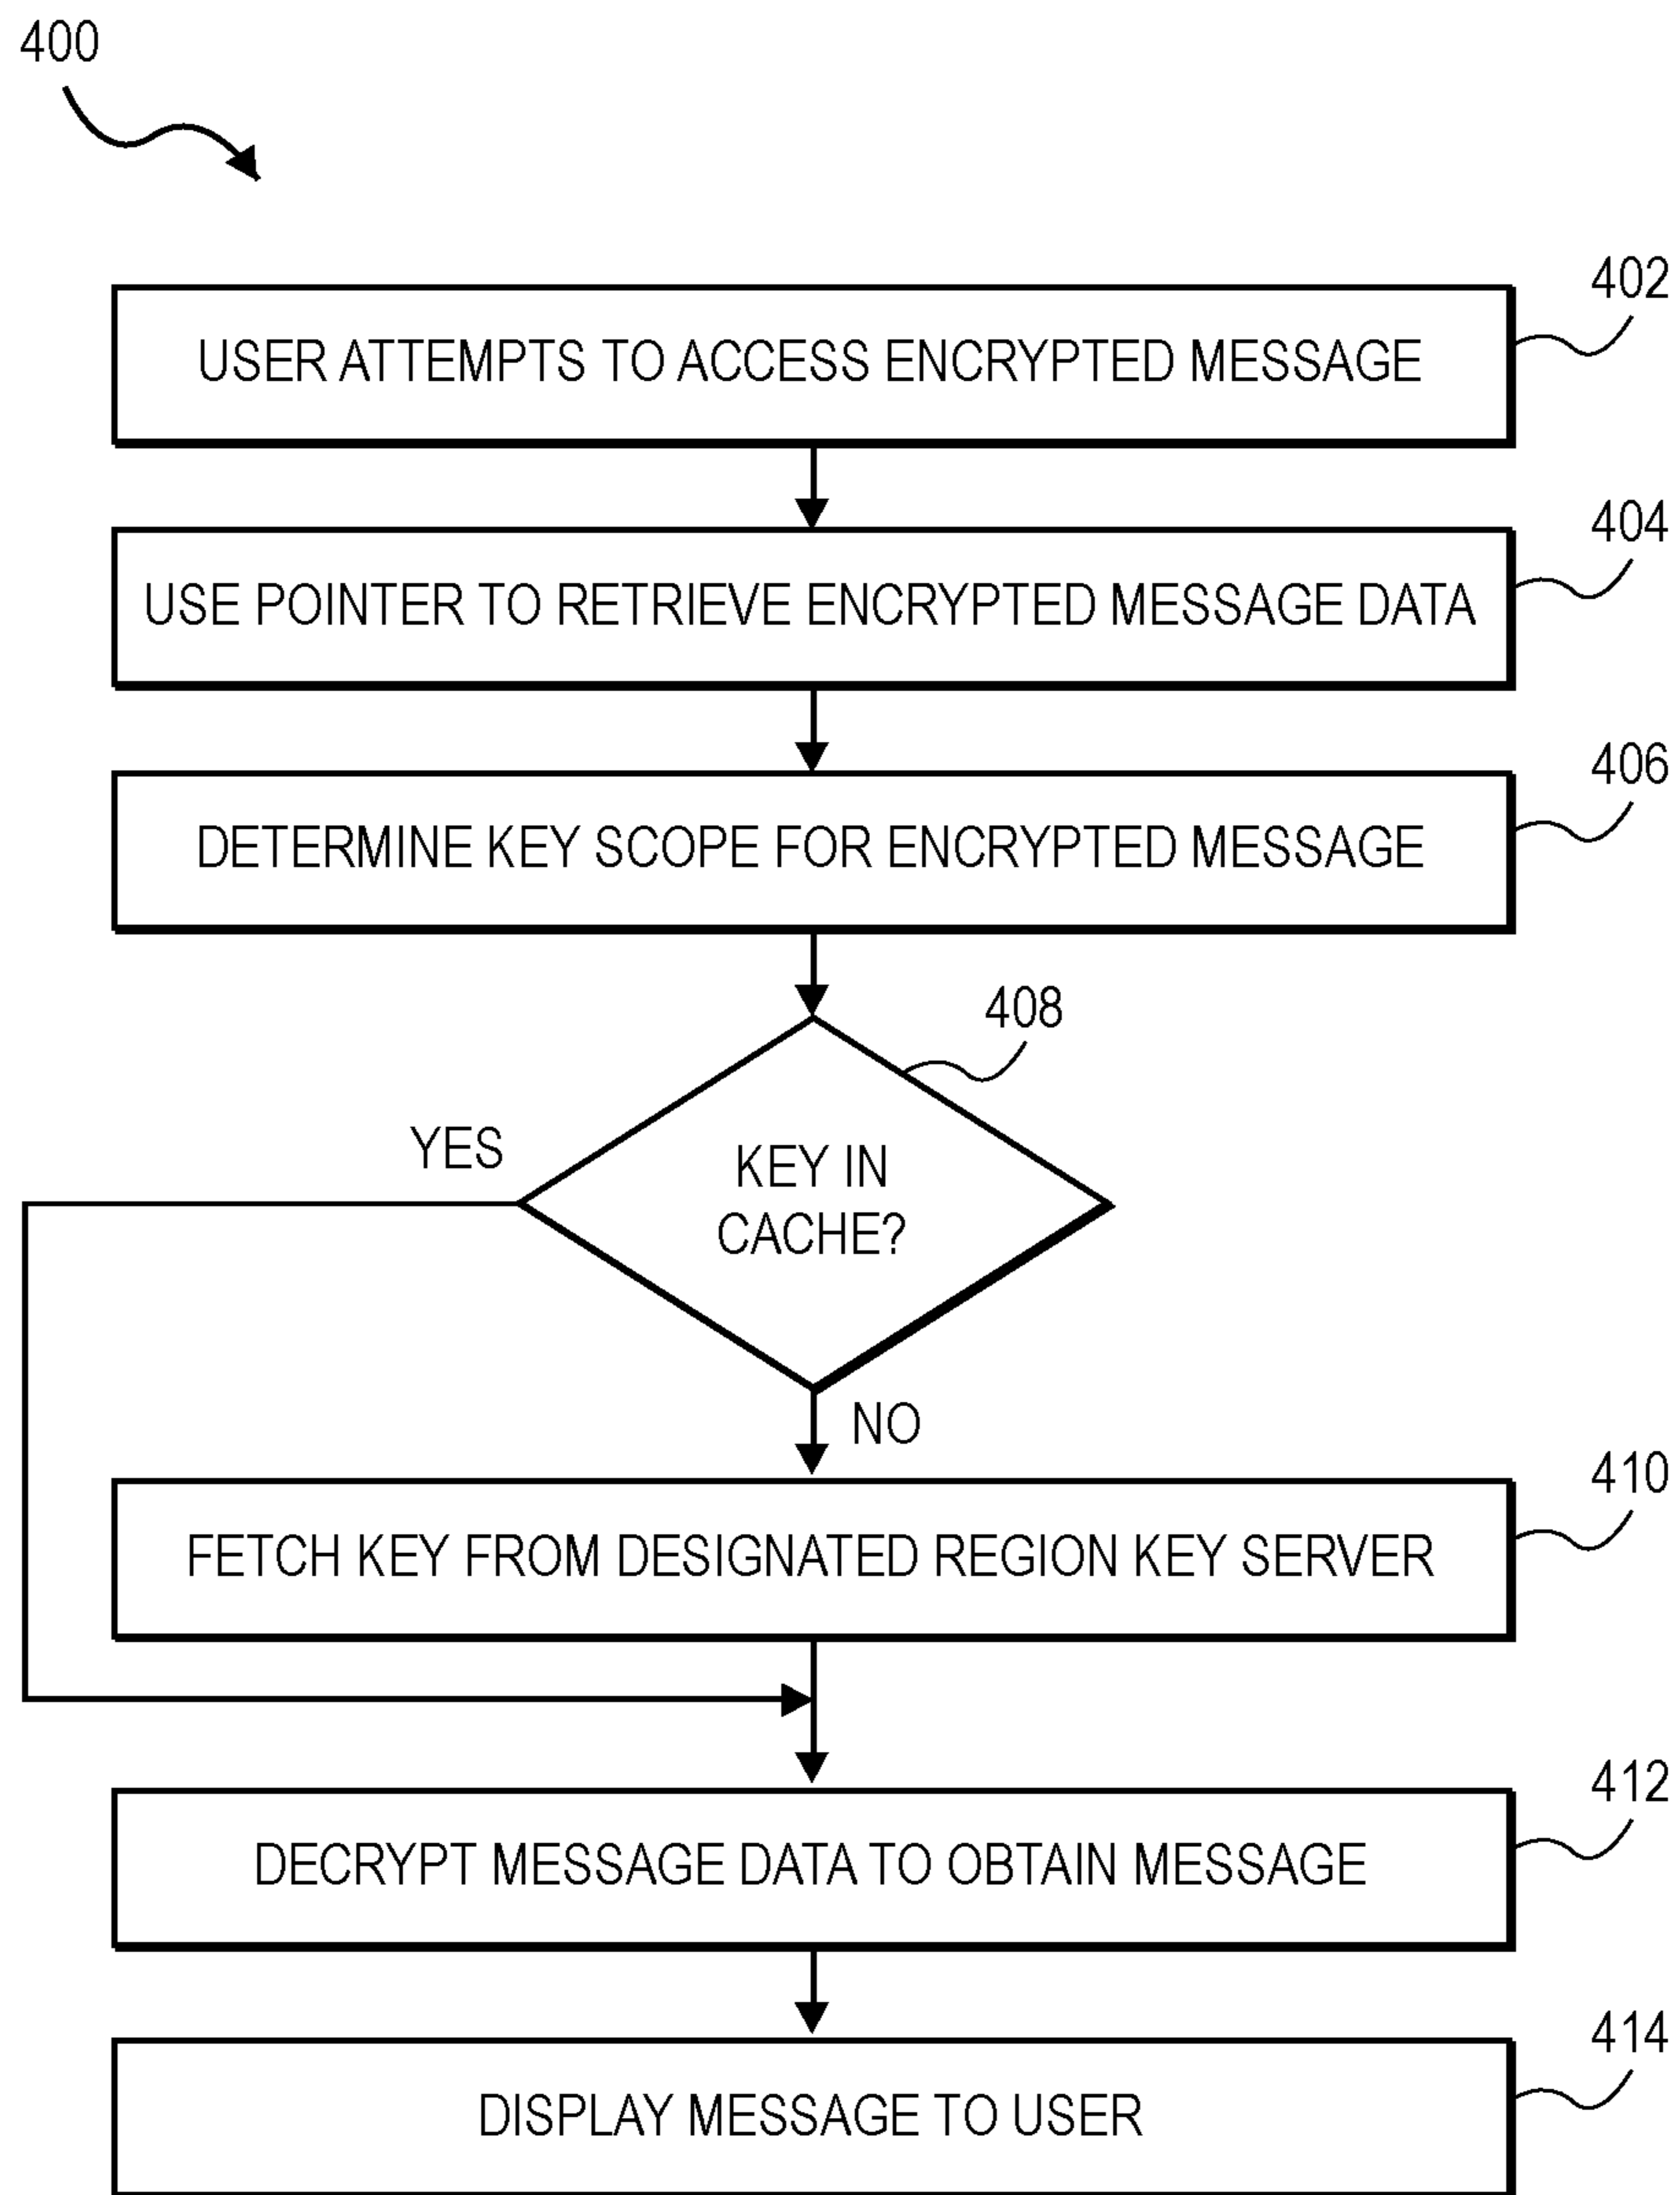 400
402
USER ATTEMPTS TO ACCESS ENCRYPTED MESSAGE
404
USE POINTER TO RETRIEVE ENCRYPTED MESSAGE DATA
406
DETERMINE KEY SCOPE FOR ENCRYPTED MESSAGE
408
YES
KEY IN
CACHE?
NO
410
FETCH KEY FROM DESIGNATED REGION KEY SERVER
412
DECRYPT MESSAGE DATA TO OBTAIN MESSAGE
414
DISPLAY MESSAGE TO USER